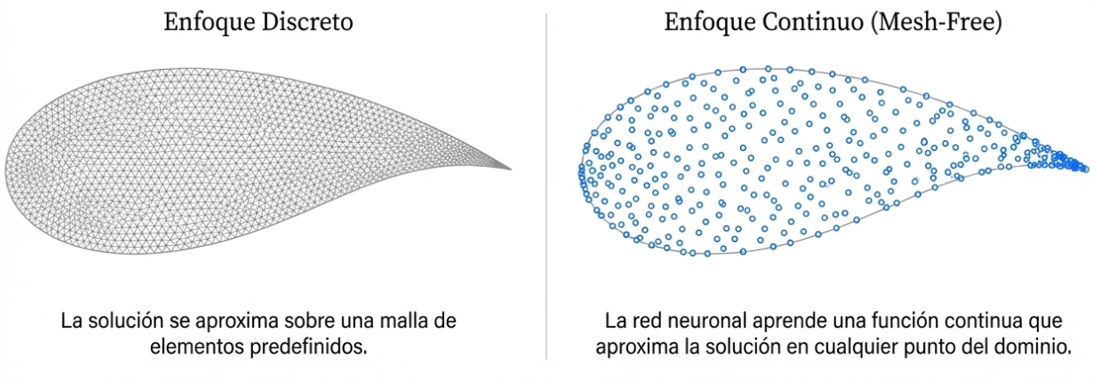 Enfoque Discreto
Enfoque Continuo (Mesh-Free)
La solución se aproxima sobre una malla de
elementos predefinidos.
La red neuronal aprende una función continua que
aproxima la solución en cualquier punto del dominio.